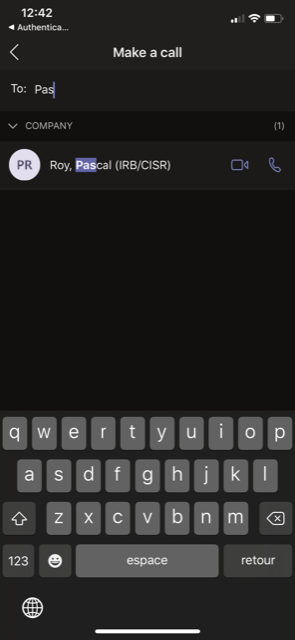 12:42
◀ Authentica...
Make a call
To: Pas
COMPANY (1)
PR Roy, Pascal (IRB/CISR)
q w e r t y u i o p
a s d f g h j k l
z x c v b n m
123 espace retour